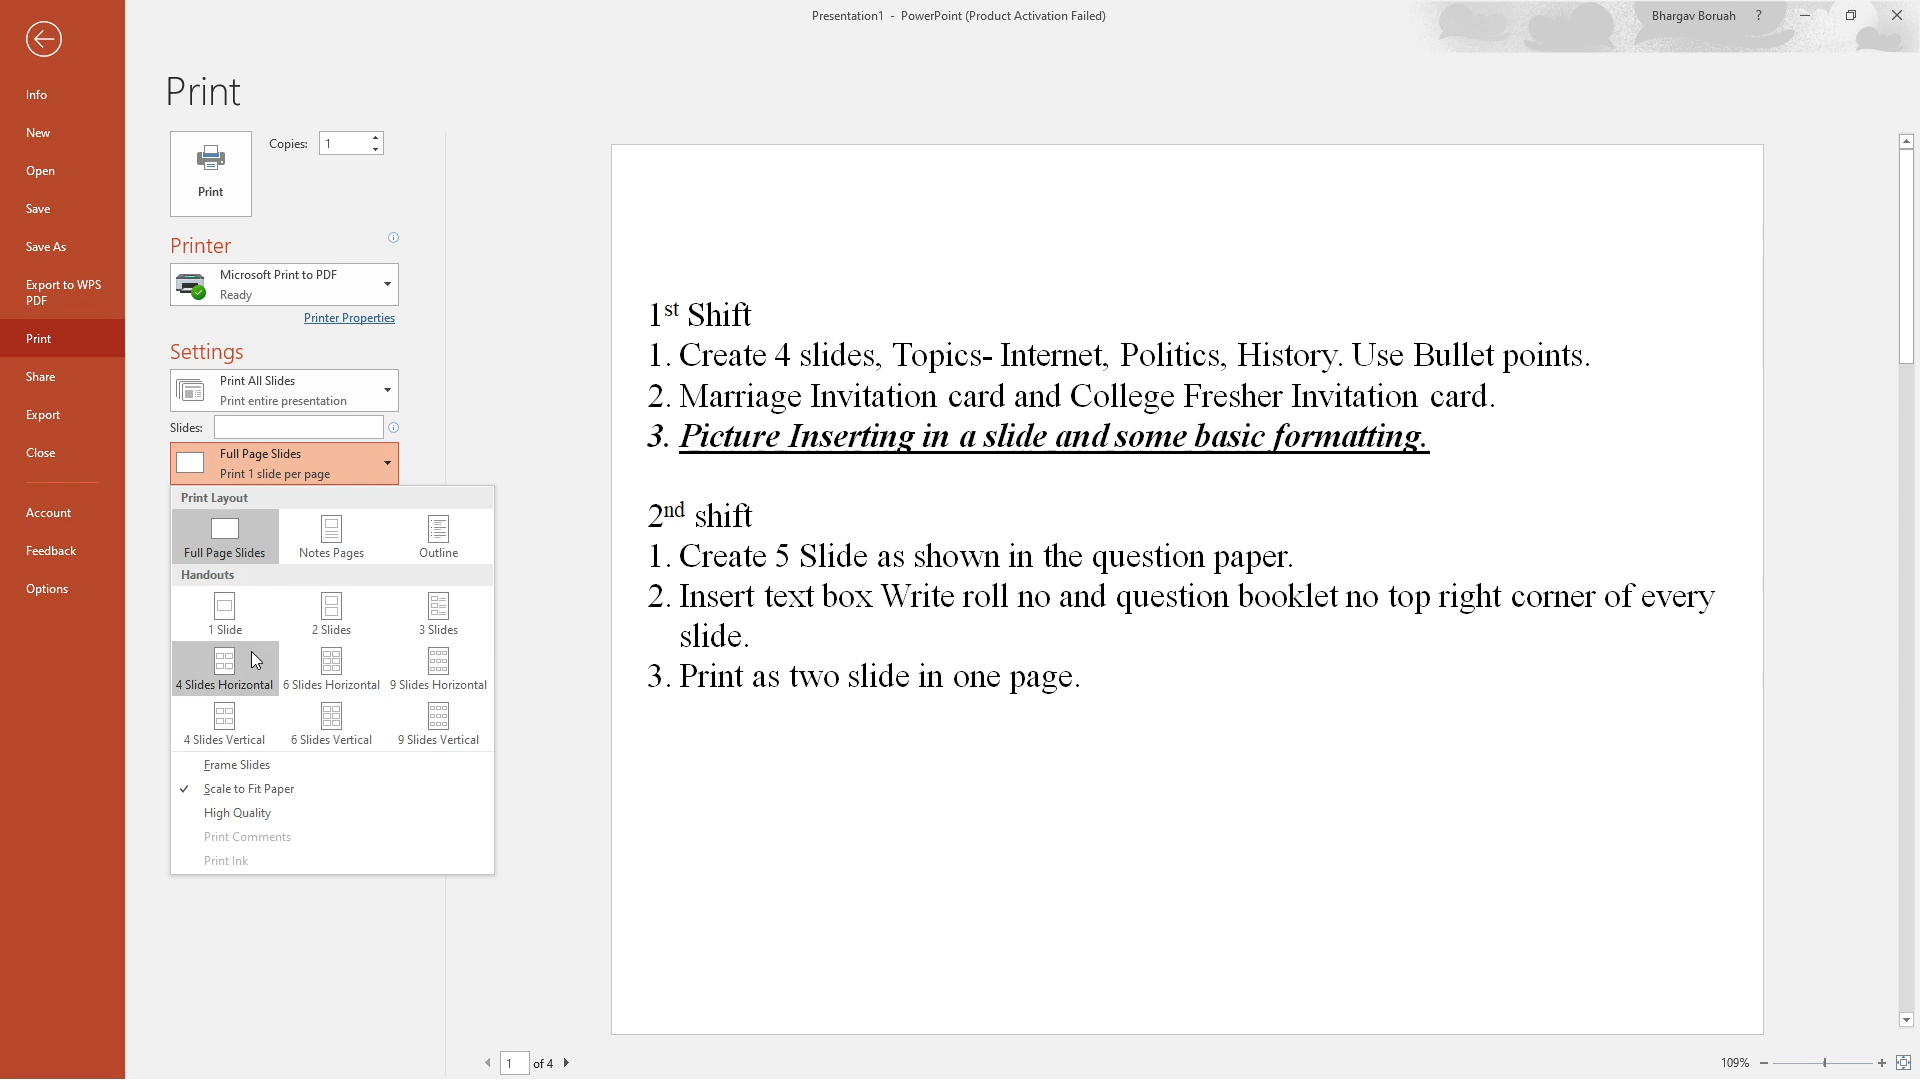 Presentation1 - PowerPoint (Product Activation Failed)
Bhargav Boruah ?
Info
New
Open
Save
Save As
Export to WPS
PDF
Print
Share
Export
Close
Account
Feedback
Options
Print
Print
Copies: 1
Printer
Microsoft Print to PDF
Ready
Printer Properties
Settings
Print All Slides
Print entire presentation
Slides:
Full Page Slides
Print 1 slide per page
Print Layout
Full Page Slides Notes Pages Outline
Handouts
1 Slide 2 Slides 3 Slides
4 Slides Horizontal 6 Slides Horizontal 9 Slides Horizontal
4 Slides Vertical 6 Slides Vertical 9 Slides Vertical
Frame Slides
Scale to Fit Paper
High Quality
Print Comments
Print Ink
1st Shift
1. Create 4 slides, Topics- Internet, Politics, History. Use Bullet points.
2. Marriage Invitation card and College Fresher Invitation card.
3. Picture Inserting in a slide and some basic formatting.
2nd shift
1. Create 5 Slide as shown in the question paper.
2. Insert text box Write roll no and question booklet no top right corner of every
slide.
3. Print as two slide in one page.
1 of 4
109%